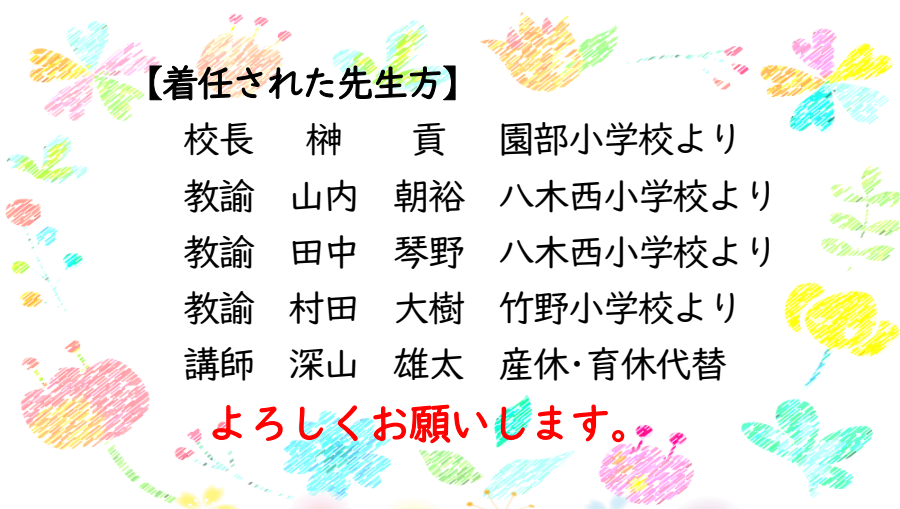 【着任された先生方】
校長　榊　貢　園部小学校より
教諭　山内　朝裕　八木西小学校より
教諭　田中　琴野　八木西小学校より
教諭　村田　大樹　竹野小学校より
講師　深山　雄太　産休・育休代替
よろしくお願いします。